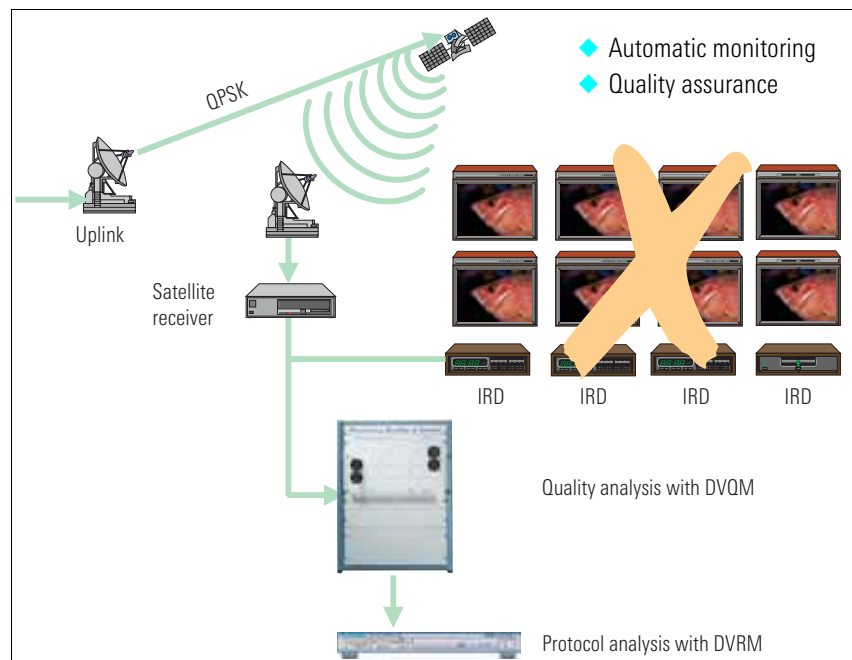 Automatic monitoring
Quality assurance
QPSK
Uplink
Satellite
receiver
IRD
IRD
IRD
IRD
Quality analysis with DVQM
Protocol analysis with DVRM